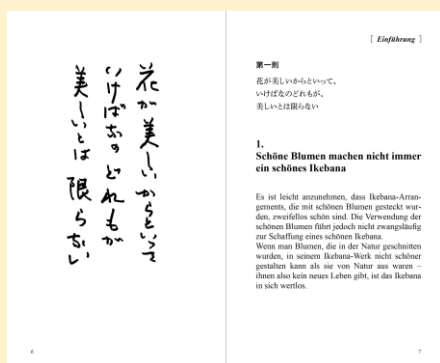 花が美しいからといって
いけばなのどれもが
美しいとは限らない
6
[ Einführung ]
第一則
花が美しいからといって、
いけばなのどれもが、
美しいとは限らない
1.
Schöne Blumen machen nicht immer
ein schönes Ikebana
Es ist leicht anzunehmen, dass Ikebana-Arran-
gements, die mit schönen Blumen gesteckt wur-
den, zweifellos schön sind. Die Verwendung der
schönen Blumen führt jedoch nicht zwangsläufig
zur Schaffung eines schönen Ikebana.
Wenn man Blumen, die in der Natur geschnitten
wurden, in seinem Ikebana-Werk nicht schöner
gestalten kann als sie von Natur aus waren –
ihnen also kein neues Leben gibt, ist das Ikebana
in sich wertlos.
7